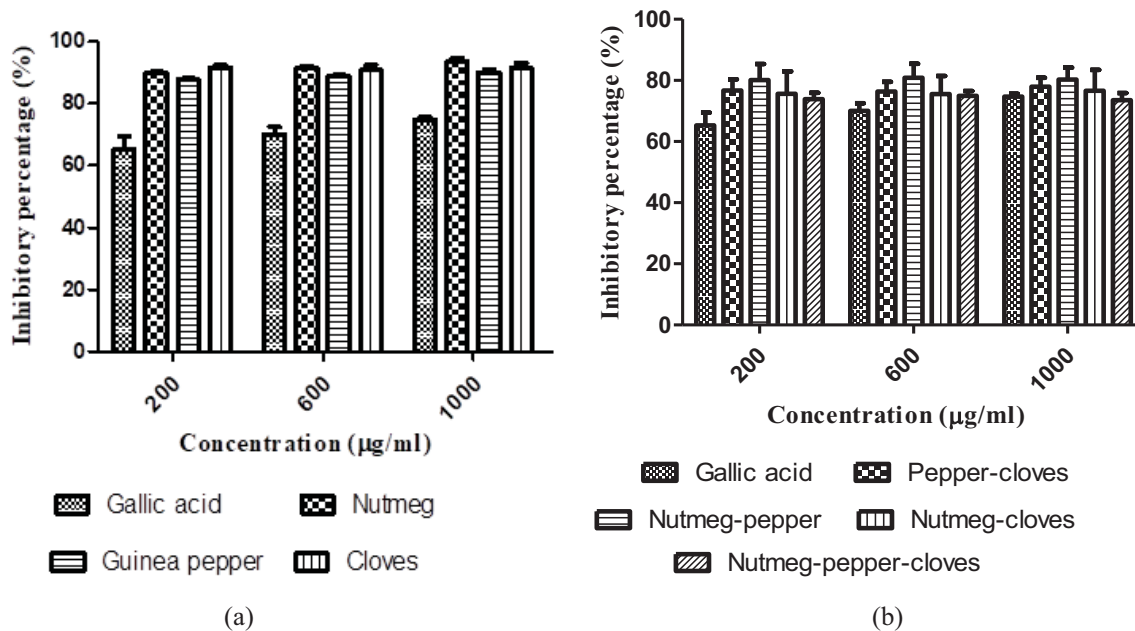 100
80
60
40
20
0
Inhibitory percentage (%)
200
600
1000
Concentration (μg/ml)
Gallic acid
Nutmeg
Guinea pepper
Cloves
(a)
100
80
60
40
20
0
Inhibitory percentage (%)
200
600
1000
Concentration (μg/ml)
Gallic acid
Pepper-cloves
Nutmeg-pepper
Nutmeg-cloves
Nutmeg-pepper-cloves
(b)